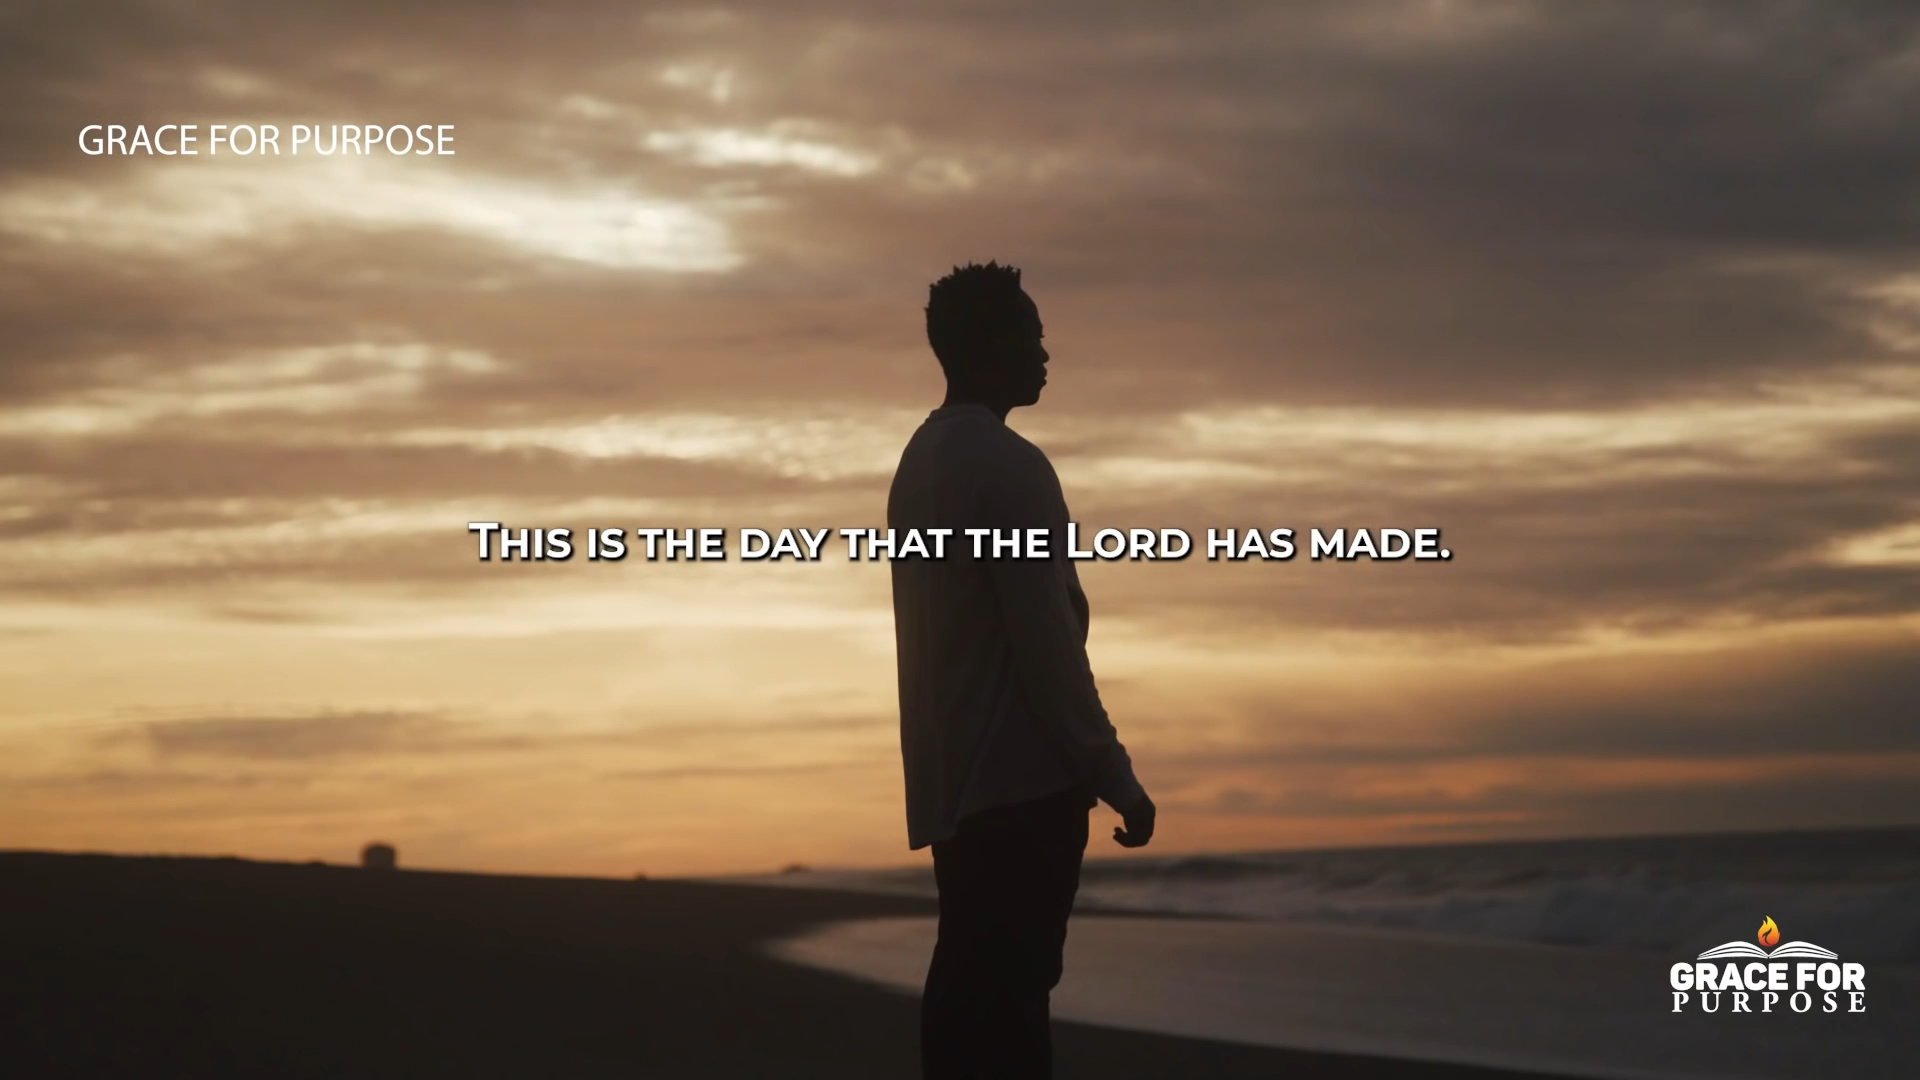 GRACE FOR PURPOSE
This is the day that the Lord has made.
GRACE FOR
PURPOSE